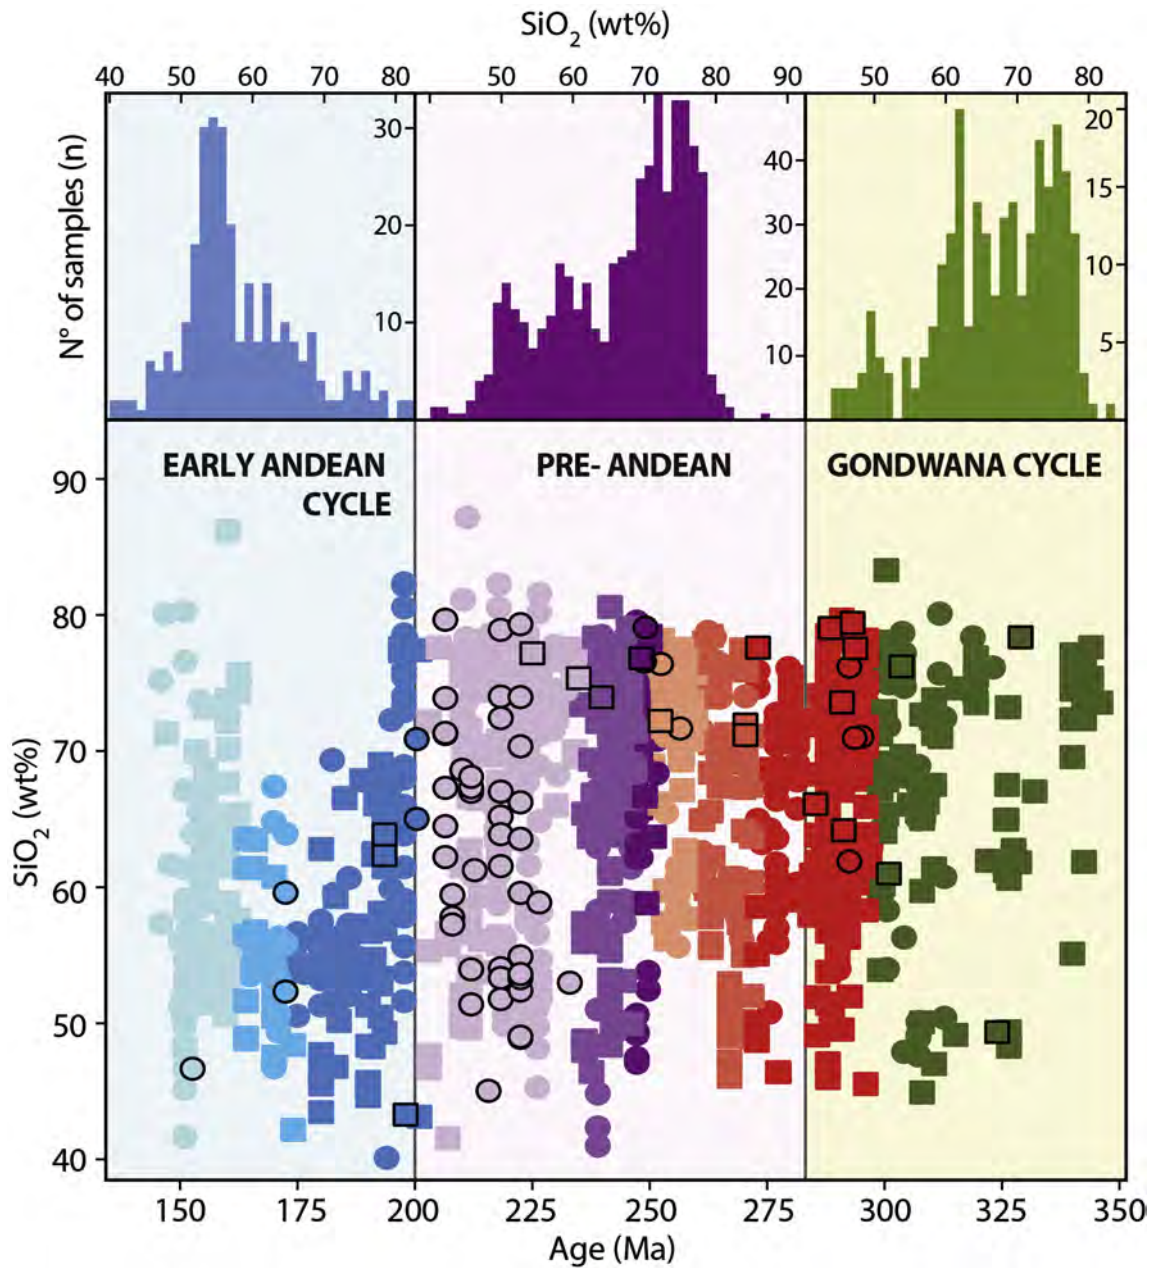 SiO2 (wt%)
40 50 60 70 80 50 60 70 80 90 50 60 70 80
N° of samples (n)
30
20
10
40
30
20
10
20
15
10
5
EARLY ANDEAN
CYCLE
PRE- ANDEAN
GONDWANA CYCLE
SiO2 (wt%)
90
80
70
60
50
40
150 175 200 225 250 275 300 325 350
Age (Ma)